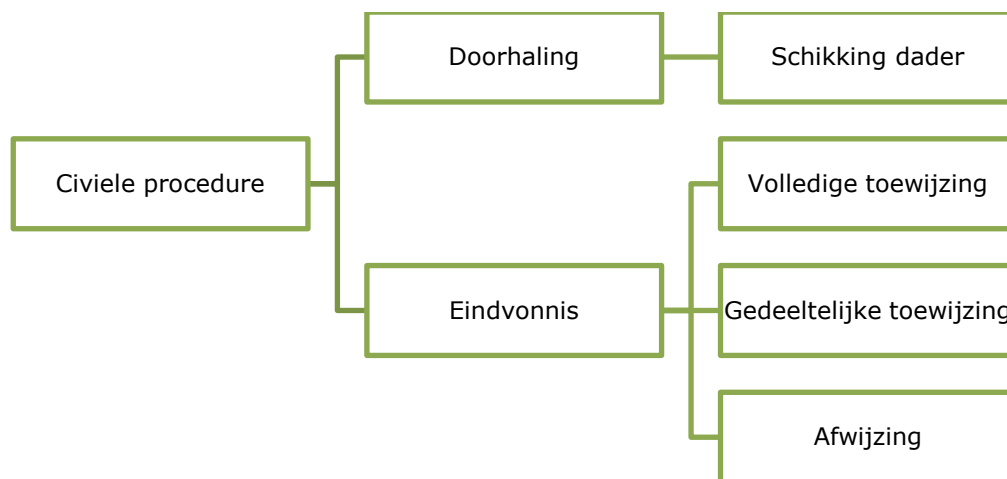 Doorhaling
Schikking dader
Civiele procedure
Volledige toewijzing
Eindvonnis
Gedeeltelijke toewijzing
Afwijzing